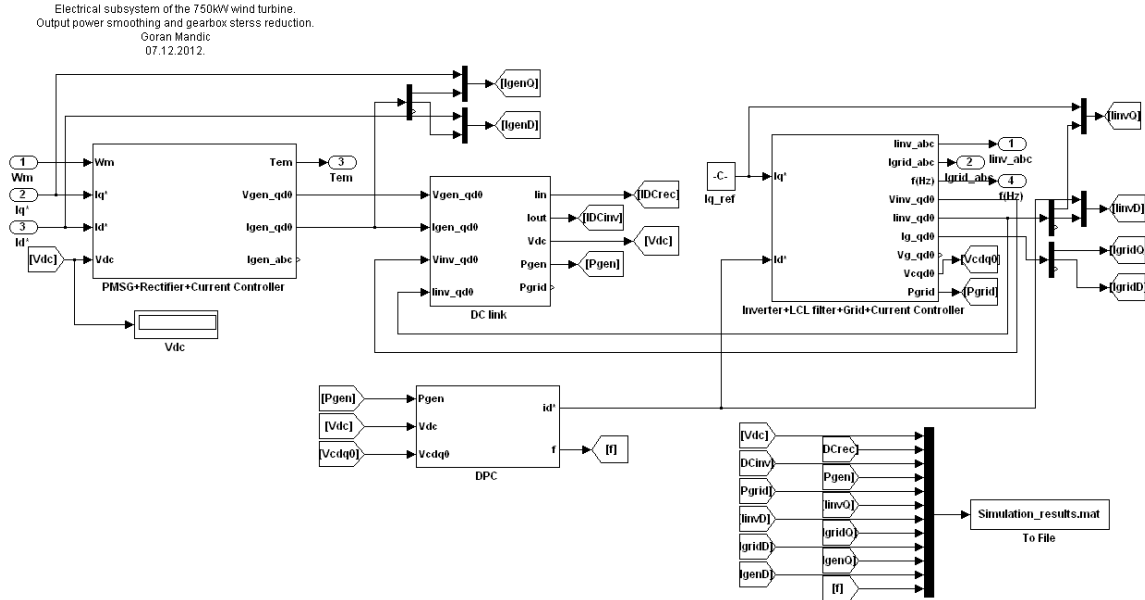 Electrical subsystem of the 750kW wind turbine.
Output power smoothing and gearbox sterss reduction.
Goran Mandic
07.12.2012.
[IgenQ]
[IgenD]
1
Wm
2
Iq*
3
Id*
[Vdc]
Wm
Iq*
Id*
Vdc
Tem
Vgen_qd0
Igen_qd0
Igen_abc
PMSG+Rectifier+Current Controller
3
Tem
Vdc
Vgen_qd0
Igen_qd0
Vinv_qd0
Iinv_qd0
Iin
Iout
Vdc
Pgen
Pgrid
DC link
[IDCrec]
[IDCinv]
[Vdc]
[Pgen]
-C-
Iq_ref
Iq*
Id*
Iinv_abc
Igrid_abc
f(Hz)
Vinv_qd0
Iinv_qd0
Ig_qd0
Vg_qd0
Vcqd0
Pgrid
Inverter+LCL filter+Grid+Current Controller
1
Iinv_abc
2
Igrid_abc
4
f(Hz)
[Vcdq0]
[Pgrid]
[IinvQ]
[IinvD]
[IgridQ]
[IgridD]
[Pgen]
[Vdc]
[Vcdq0]
Pgen
Vdc
Vcdq0
id*
f
DPC
[f]
[Vdc]
DCrec]
DCinv]
Pgen]
Pgrid]
IinvQ]
IinvD]
IgridQ]
IgridD]
IgenQ]
IgenD]
[f]
Simulation_results.mat
To File